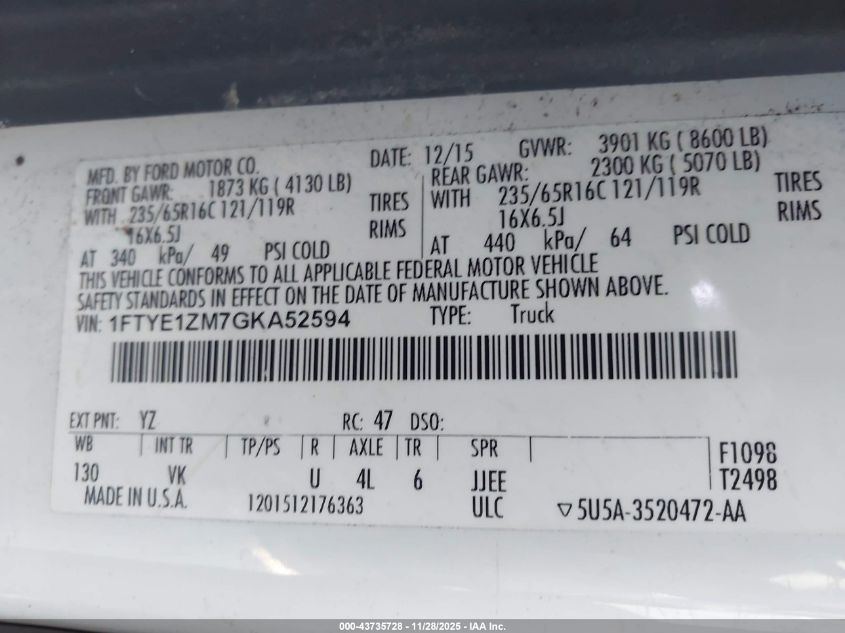 MFD. BY FORD MOTOR CO. DATE: 12/15 GVWR: 3901 KG ( 8600 LB)
FRONT GAWR: 1873 KG ( 4130 LB) REAR GAWR: 2300 KG ( 5070 LB)
WITH 235/65R16C 121/119R TIRES WITH 235/65R16C 121/119R TIRES
16X6.5J RIMS 16X6.5J RIMS
AT 340 kPa/ 49 PSI COLD AT 440 kPa/ 64 PSI COLD
THIS VEHICLE CONFORMS TO ALL APPLICABLE FEDERAL MOTOR VEHICLE
SAFETY STANDARDS IN EFFECT ON THE DATE OF MANUFACTURE SHOWN ABOVE.
VIN: 1FTYE1ZM7GKA52594 TYPE: Truck
EXT PNT: YZ RC: 47 DSO:
WB INT TR TP/PS R AXLE TR SPR F1098
130 VK U 4L 6 JJEE T2498
MADE IN U.S.A. 1201512176363 ULC ▽5U5A-3520472-AA
000-43735728 - 11/28/2025 - IAA Inc.